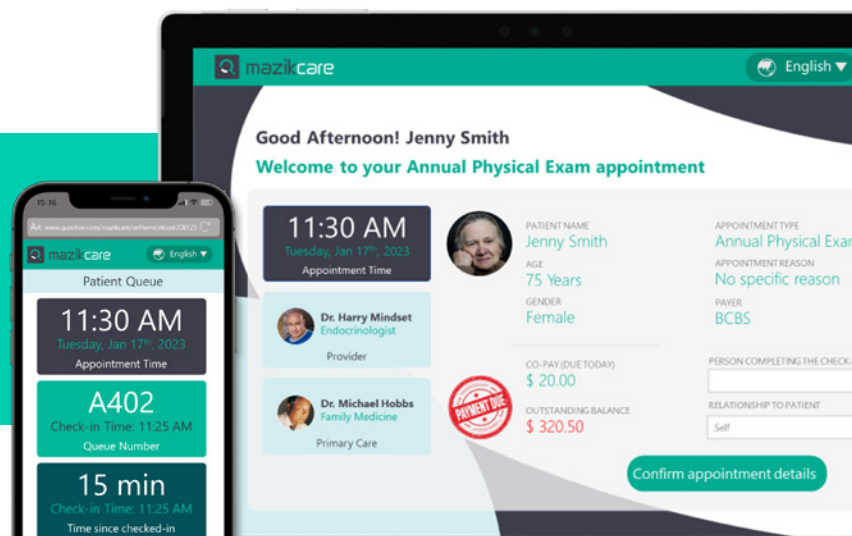 mazikcare
English
Good Afternoon! Jenny Smith
Welcome to your Annual Physical Exam appointment
11:30 AM
Tuesday, Jan 17th, 2023
Appointment Time
Dr. Harry Mindset
Endocrinologist
Provider
Dr. Michael Hobbs
Family Medicine
Primary Care
PATIENT NAME
Jenny Smith
AGE
75 Years
GENDER
Female
CO-PAY (DUE TODAY)
$ 20.00
OUTSTANDING BALANCE
$ 320.50
PAYMENT DUE
APPOINTMENT TYPE
Annual Physical Exar
APPOINTMENT REASON
No specific reason
PAYER
BCBS
PERSON COMPLETING THE CHECK-
RELATIONSHIP TO PATIENT
Self
Confirm appointment details
15:16
AA
mazikcare
English
Patient Queue
11:30 AM
Tuesday, Jan 17th, 2023
Appointment Time
A402
Check-in Time: 11:25 AM
Queue Number
15 min
Check-in Time: 11:25 AM
Time since checked-in